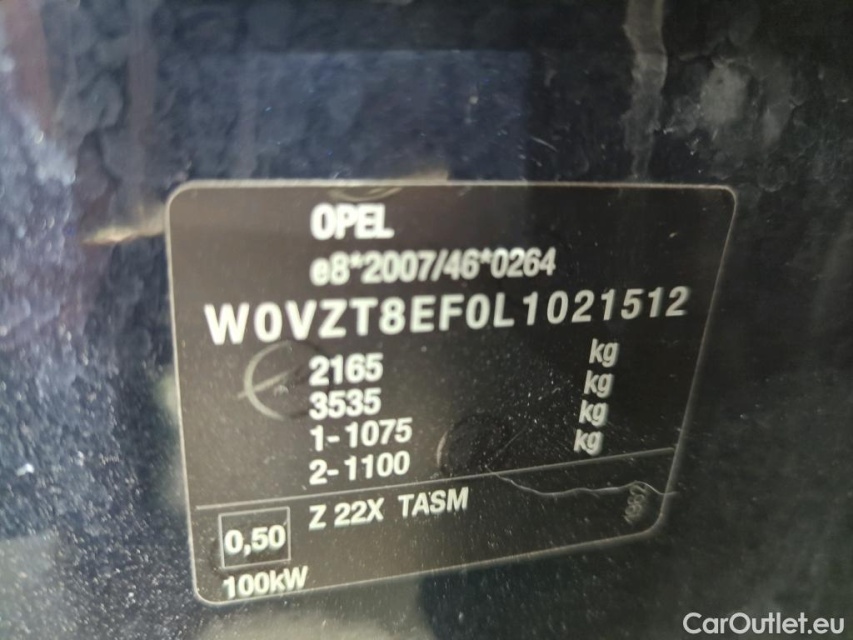 OPEL
e8*2007/46*0264
W0VZT8EF0L1021512
2165 kg
3535 kg
1-1075 kg
2-1100 kg
Z 22X TASM
0,50
100kW
CarOutlet.eu